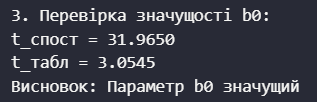 3. Перевірка значущості b0:
t_спост = 31.9650
t_табл = 3.0545
Висновок: Параметр b0 значущий